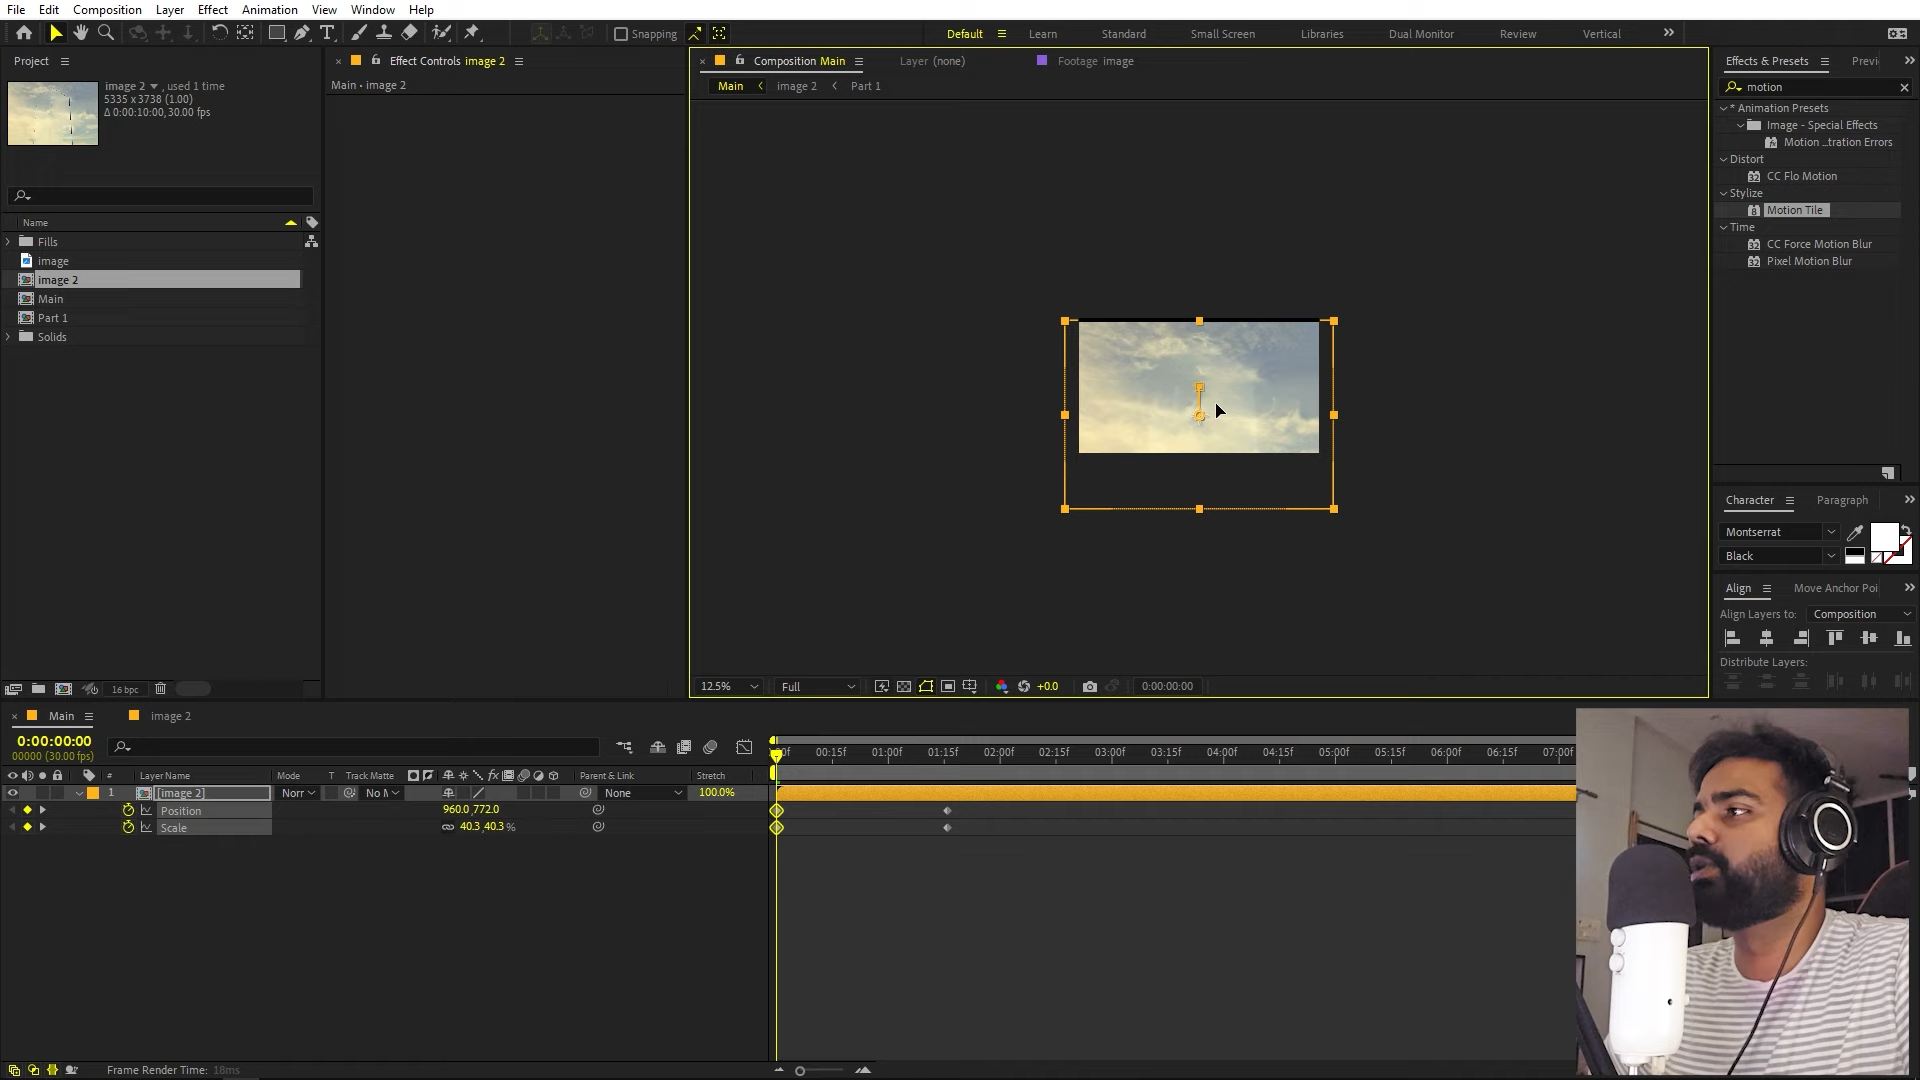 File Edit Composition Layer Effect Animation View Window Help
Snapping
Default Learn Standard Small Screen Libraries Dual Monitor Review Vertical
Project
image 2 , used 1 time
5335 x 3738 (1.00)
Δ 0:00:10:00, 30.00 fps
Name
Fills
image
image 2
Main
Part 1
Solids
16 bpc
Effect Controls image 2
Main • image 2
Composition Main Layer (none) Footage image
Main image 2 Part 1
12.5% Full +0.0 0:00:00:00
Effects & Presets Previ
motion
* Animation Presets
Image - Special Effects
Motion ...tration Errors
Distort
CC Flo Motion
Stylize
Motion Tile
Time
CC Force Motion Blur
Pixel Motion Blur
Character Paragraph
Montserrat
Black
Align Move Anchor Poi
Align Layers to: Composition
Distribute Layers:
Main image 2
0:00:00:00
00000 (30.00 fps)
# Layer Name Mode T Track Matte Parent & Link Stretch
1 [image 2] Norr No M None 100.0%
Position 960.0,772.0
Scale 40.3,40.3 %
00f 00:15f 01:00f 01:15f 02:00f 02:15f 03:00f 03:15f 04:00f 04:15f 05:00f 05:15f 06:00f 06:15f 07:00f
Frame Render Time: 18ms